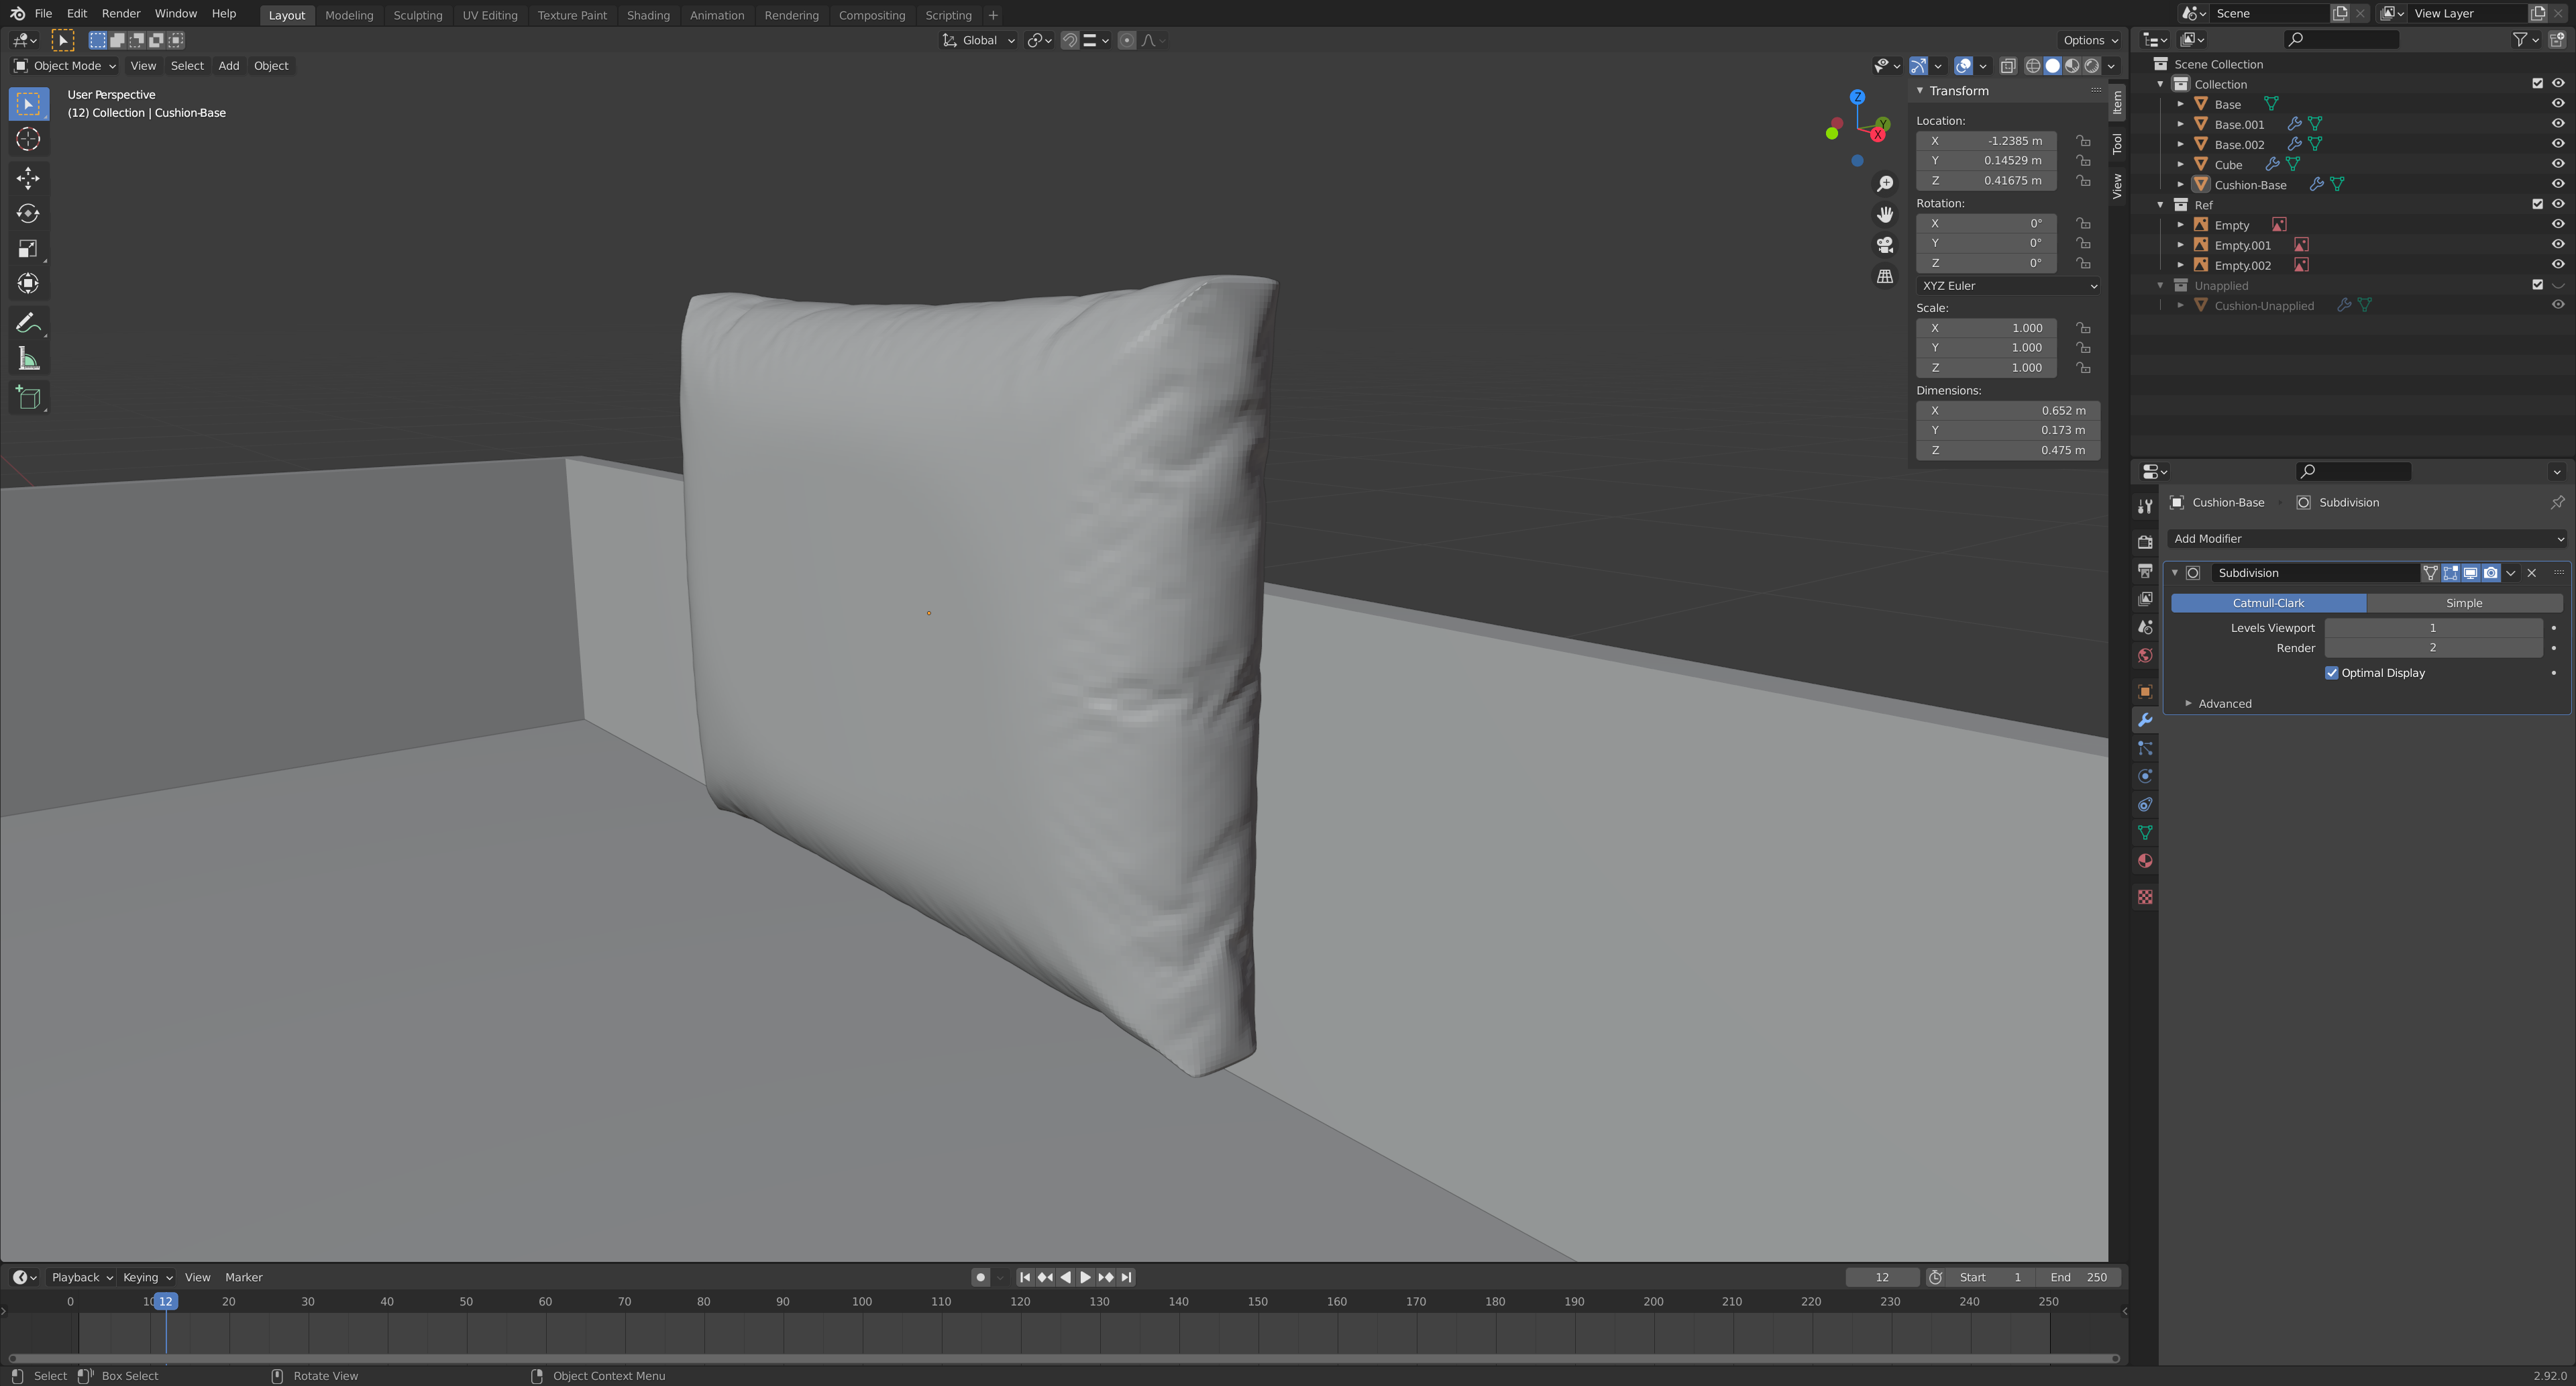 File Edit Render Window Help Layout Modeling Sculpting UV Editing Texture Paint Shading Animation Rendering Compositing Scripting + Scene View Layer
Global Options
Object Mode View Select Add Object
User Perspective
(12) Collection | Cushion-Base
Z
Y
X
Transform
Location:
X -1.2385 m
Y 0.14529 m
Z 0.41675 m
Rotation:
X 0°
Y 0°
Z 0°
XYZ Euler
Scale:
X 1.000
Y 1.000
Z 1.000
Dimensions:
X 0.652 m
Y 0.173 m
Z 0.475 m
Item
Tool
View
Scene Collection
Collection
Base
Base.001
Base.002
Cube
Cushion-Base
Ref
Empty
Empty.001
Empty.002
Unapplied
Cushion-Unapplied
Cushion-Base Subdivision
Add Modifier
Subdivision
Catmull-Clark Simple
Levels Viewport 1
Render 2
Optimal Display
Advanced
Playback Keying View Marker 12 Start 1 End 250
0 12 20 30 40 50 60 70 80 90 100 110 120 130 140 150 160 170 180 190 200 210 220 230 240 250
Select Box Select Rotate View Object Context Menu 2.92.0